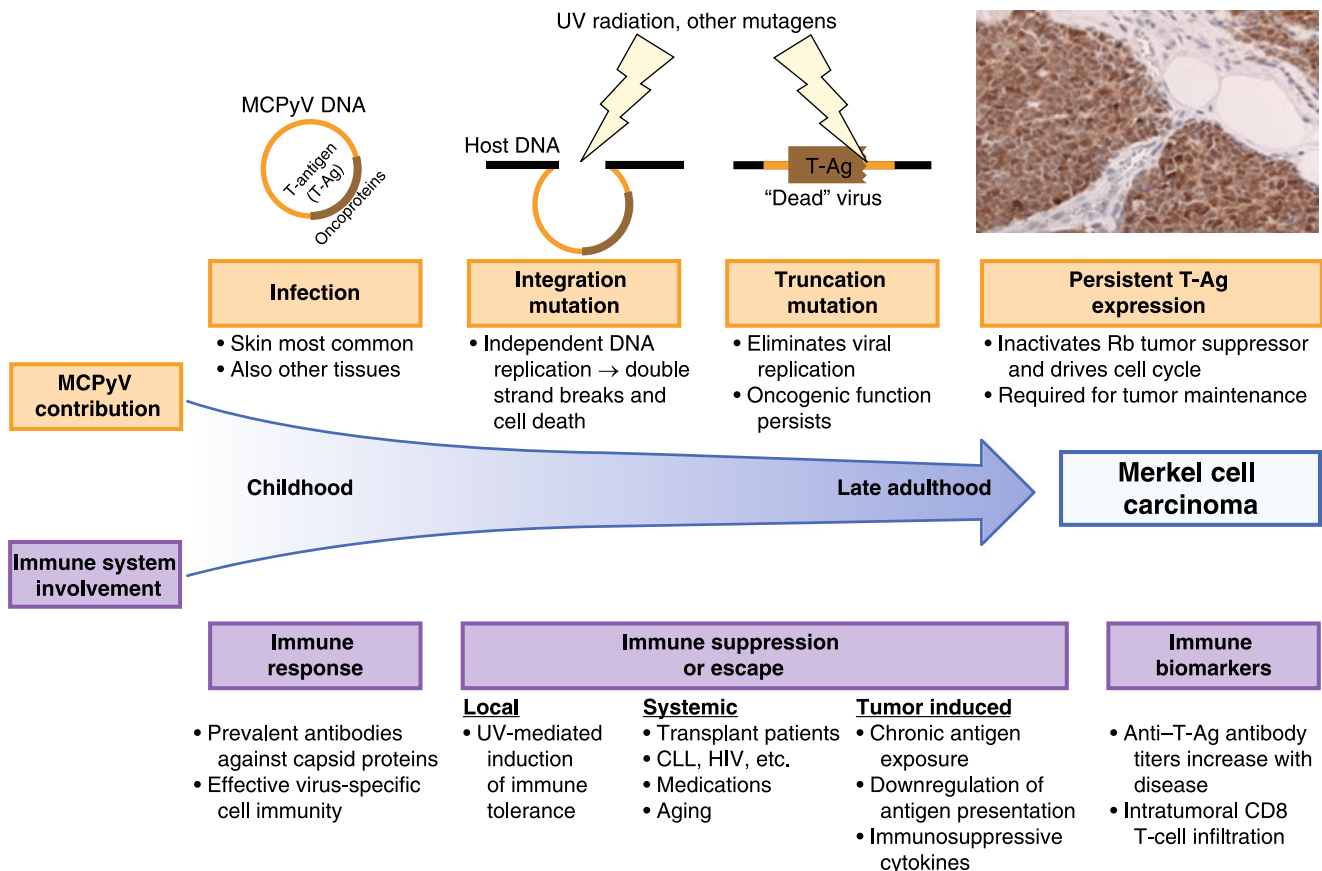 UV radiation, other mutagens
MCPyV DNA
T-antigen
(T-Ag)
Oncoproteins
Host DNA
T-Ag
“Dead” virus
Infection
• Skin most common
• Also other tissues
Integration
mutation
• Independent DNA
replication → double
strand breaks and
cell death
Truncation
mutation
• Eliminates viral
replication
• Oncogenic function
persists
Persistent T-Ag
expression
• Inactivates Rb tumor suppressor
and drives cell cycle
• Required for tumor maintenance
MCPyV
contribution
Childhood
Late adulthood
Merkel cell
carcinoma
Immune system
involvement
Immune
response
• Prevalent antibodies
against capsid proteins
• Effective virus-specific
cell immunity
Immune suppression
or escape
Local
• UV-mediated
induction
of immune
tolerance
Systemic
• Transplant patients
• CLL, HIV, etc.
• Medications
• Aging
Tumor induced
• Chronic antigen
exposure
• Downregulation of
antigen presentation
• Immunosuppressive
cytokines
Immune
biomarkers
• Anti–T-Ag antibody
titers increase with
disease
• Intratumoral CD8
T-cell infiltration